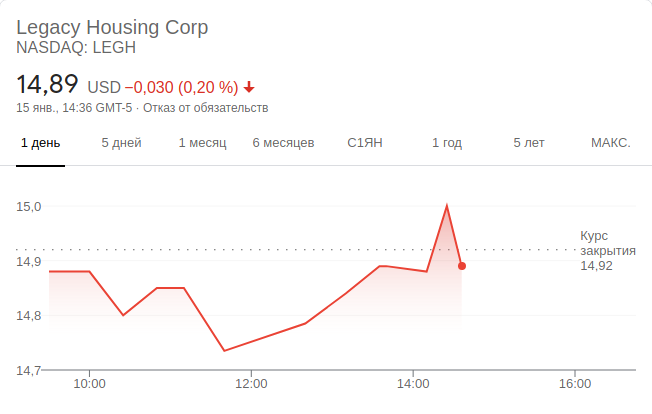 Legacy Housing Corp
NASDAQ: LEGH
14,89 USD −0,030 (0,20 %)
15 янв., 14:36 GMT-5 · Отказ от обязательств
1 день 5 дней 1 месяц 6 месяцев С1ЯН 1 год 5 лет МАКС.
15,0
14,9
14,8
14,7
Курс
закрытия
14,92
10:00 12:00 14:00 16:00